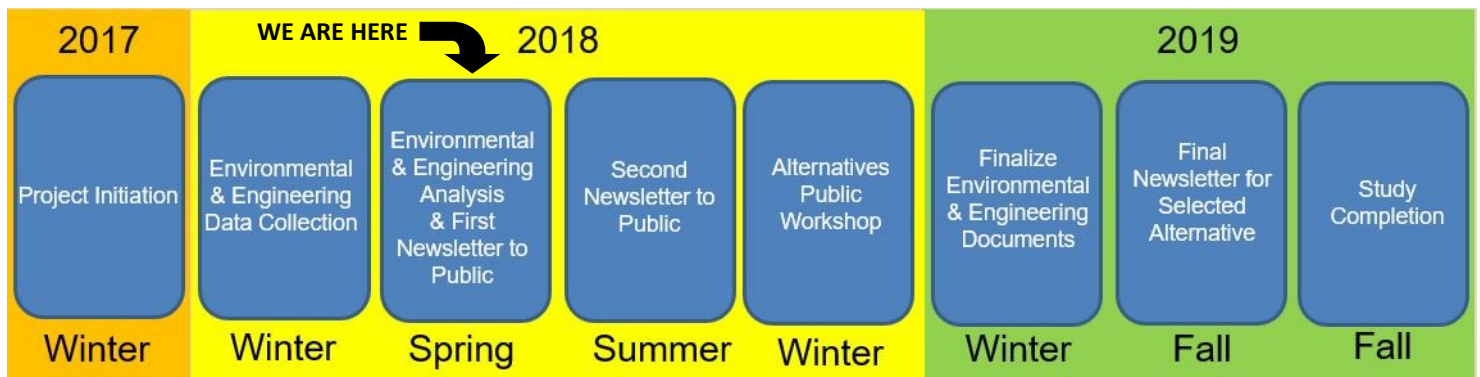 2017
WE ARE HERE
2018
2019
Project Initiation
Environmental
& Engineering
Data Collection
Environmental
& Engineering
Analysis
& First
Newsletter to
Public
Second
Newsletter to
Public
Alternatives
Public
Workshop
Finalize
Environmental
& Engineering
Documents
Final
Newsletter for
Selected
Alternative
Study
Completion
Winter
Winter
Spring
Summer
Winter
Winter
Fall
Fall